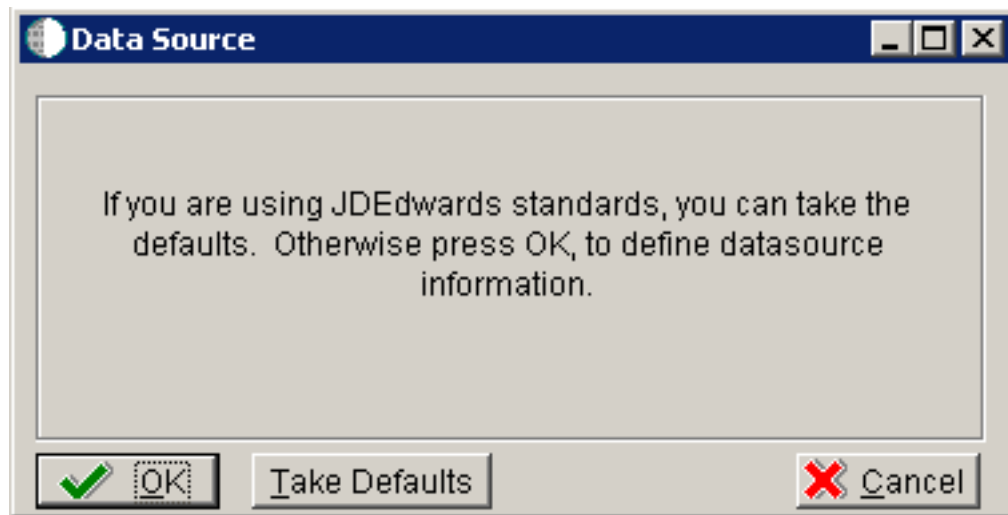 Data Source
If you are using JDEdwards standards, you can take the
defaults.  Otherwise press OK, to define datasource
information.
OK
Take Defaults
Cancel